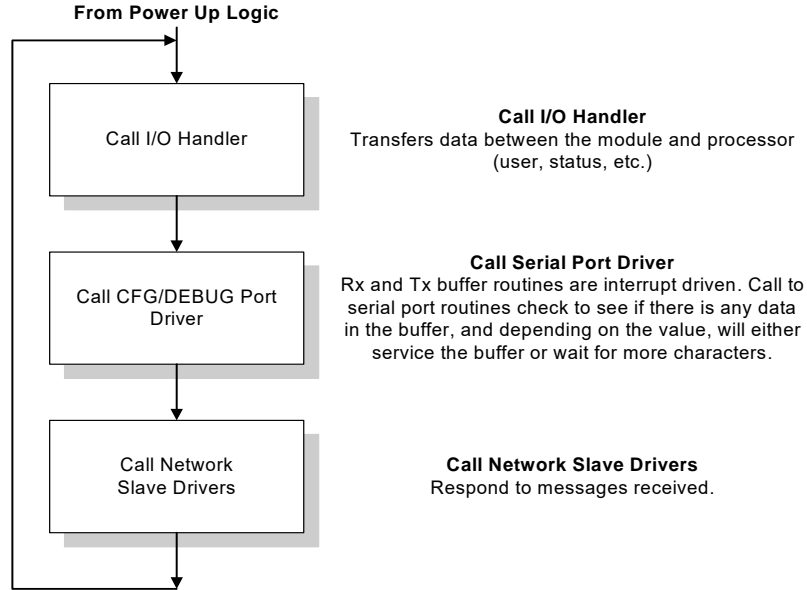 From Power Up Logic
Call I/O Handler
Call I/O Handler
Transfers data between the module and processor
(user, status, etc.)
Call CFG/DEBUG Port
Driver
Call Serial Port Driver
Rx and Tx buffer routines are interrupt driven. Call to
serial port routines check to see if there is any data
in the buffer, and depending on the value, will either
service the buffer or wait for more characters.
Call Network
Slave Drivers
Call Network Slave Drivers
Respond to messages received.